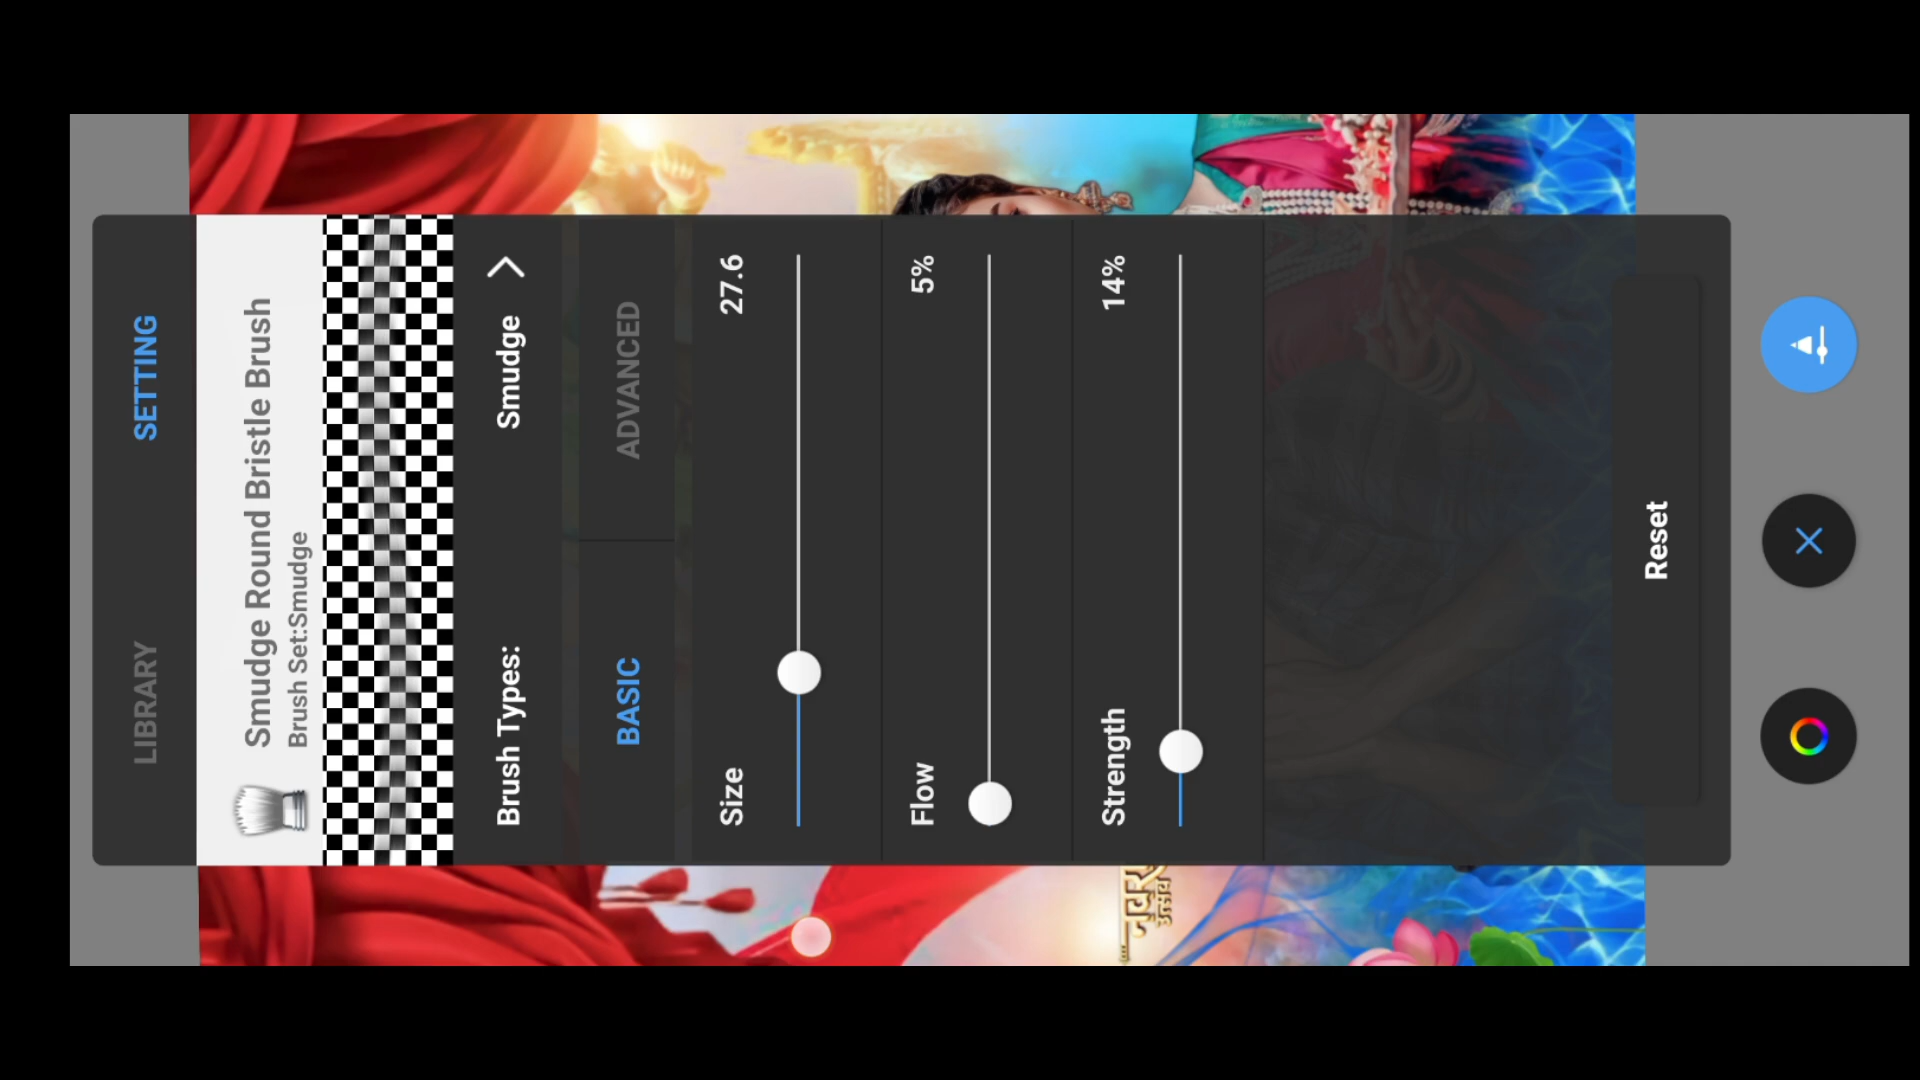 LIBRARY
SETTING
Smudge Round Bristle Brush
Brush Set:Smudge
Brush Types:
Smudge
BASIC
ADVANCED
Size
27.6
Flow
5%
Strength
14%
Reset